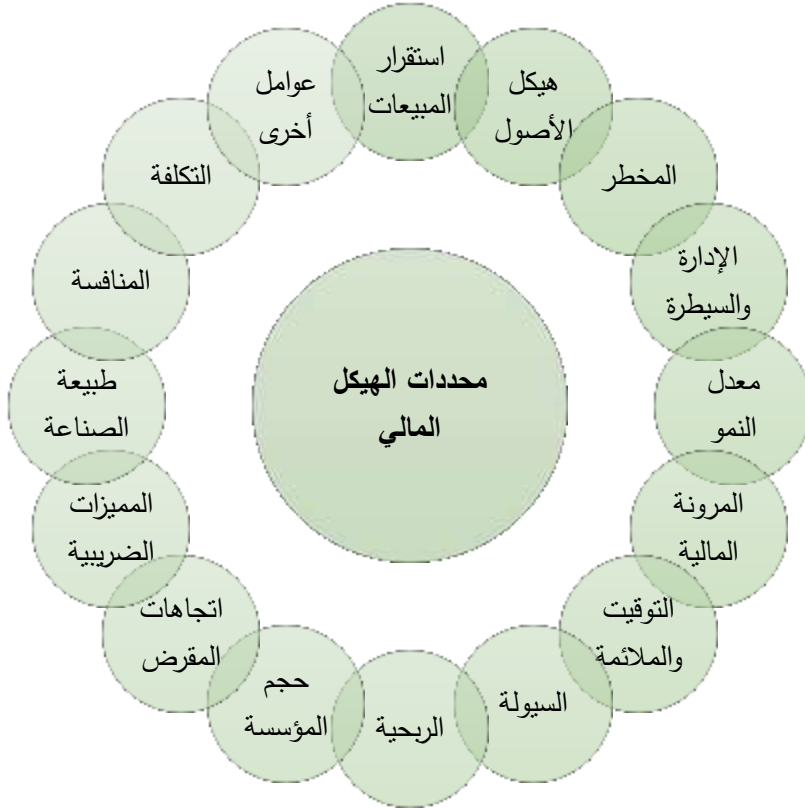 استقرار
المبيعات
هيكل
الأصول
المخطر
الإدارة
والسيطرة
معدل
النمو
المرونة
المالية
التوقيت
والملائمة
السيولة
الربحية
حجم
المؤسسة
اتجاهات
المقرض
المميزات
الضريبية
طبيعة
الصناعة
المنافسة
التكلفة
عوامل
أخرى
محددات الهيكل
المالي